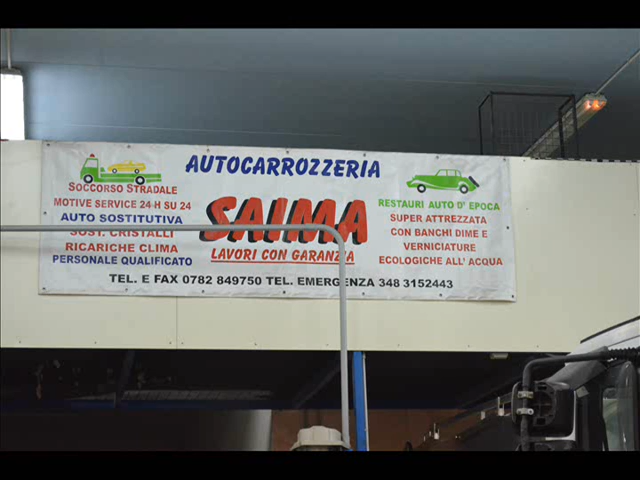 AUTOCARROZZERIA
SOCCORSO STRADALE
MOTIVE SERVICE 24 H SU 24
AUTO SOSTITUTIVA
SOST. CRISTALLI
RICARICHE CLIMA
PERSONALE QUALIFICATO
SAIMA
LAVORI CON GARANZIA
RESTAURI AUTO D' EPOCA
SUPER ATTREZZATA
CON BANCHI DIME E
VERNICIATURE
ECOLOGICHE ALL' ACQUA
TEL. E FAX 0782 849750 TEL. EMERGENZA 348 3152443